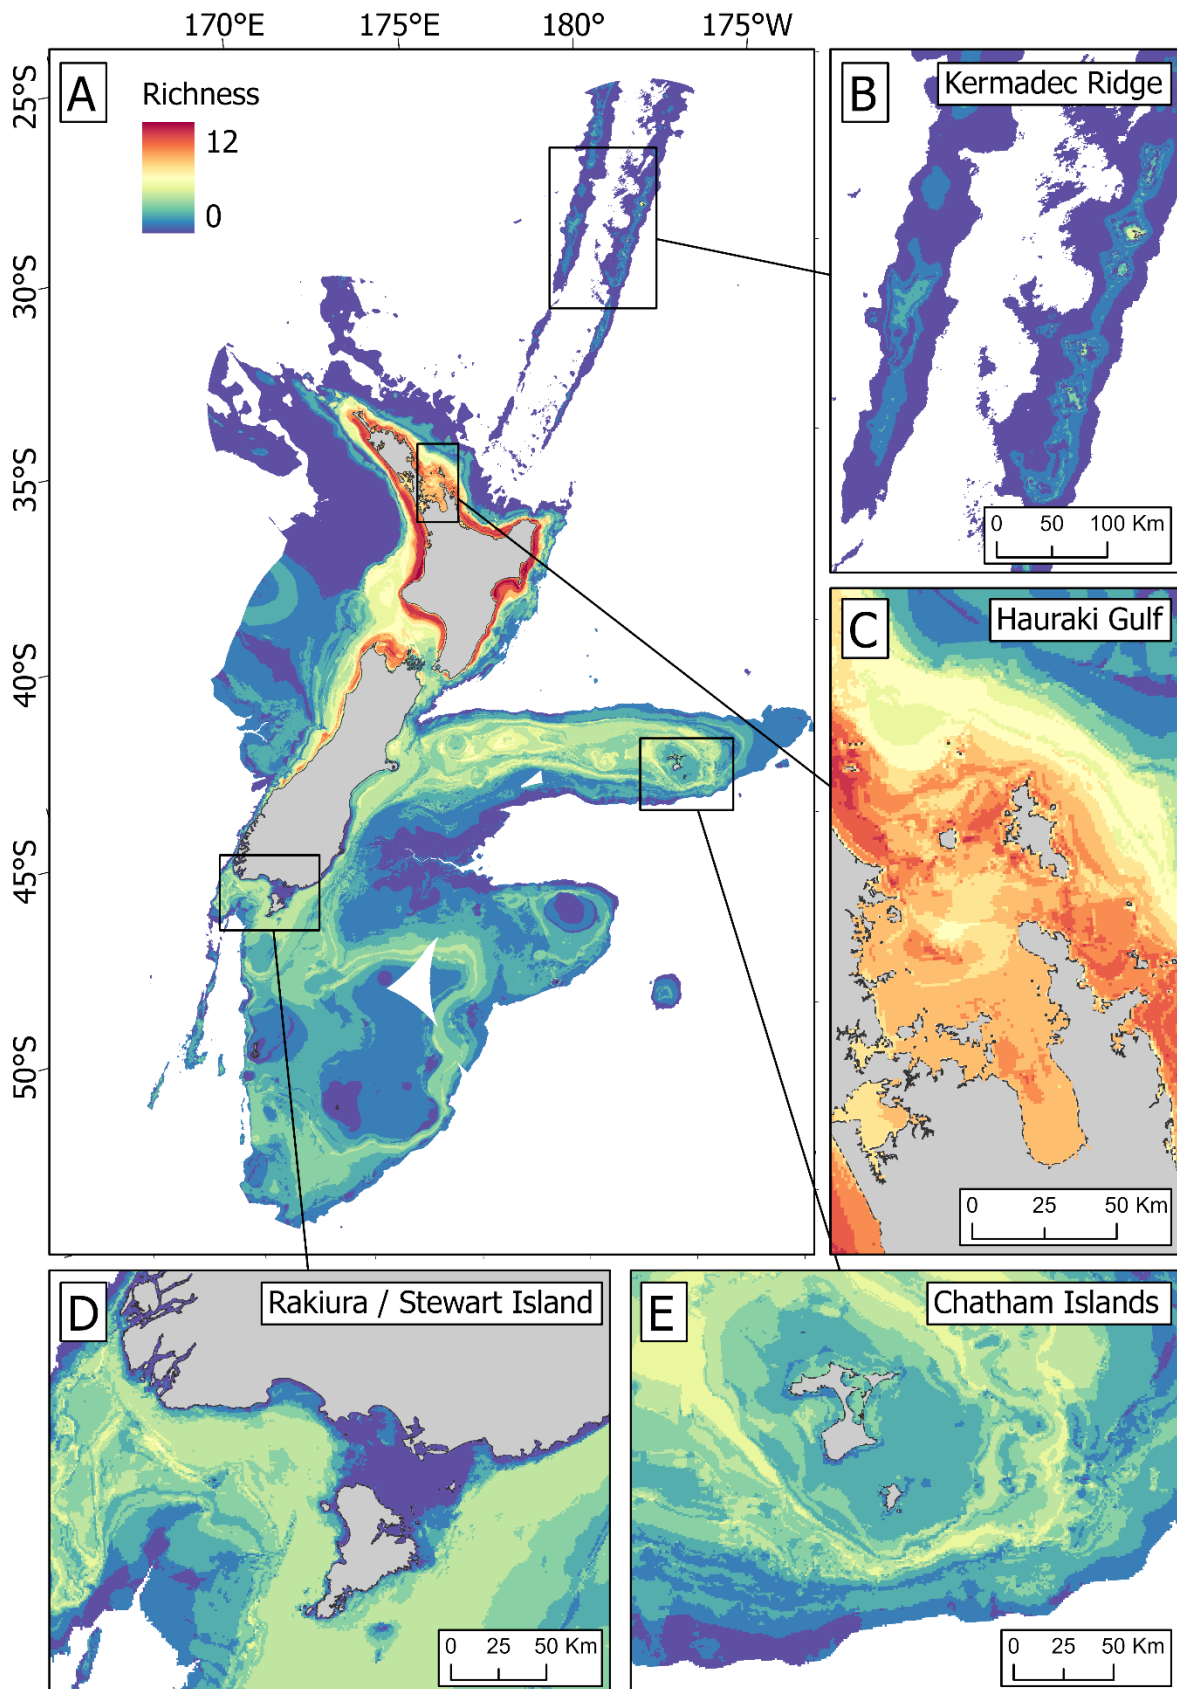 170°E 175°E 180° 175°W
25°S
30°S
35°S
40°S
45°S
50°S
A
Richness
12
0
B
Kermadec Ridge
0 50 100 Km
C
Hauraki Gulf
0 25 50 Km
D
Rakiura / Stewart Island
0 25 50 Km
E
Chatham Islands
0 25 50 Km